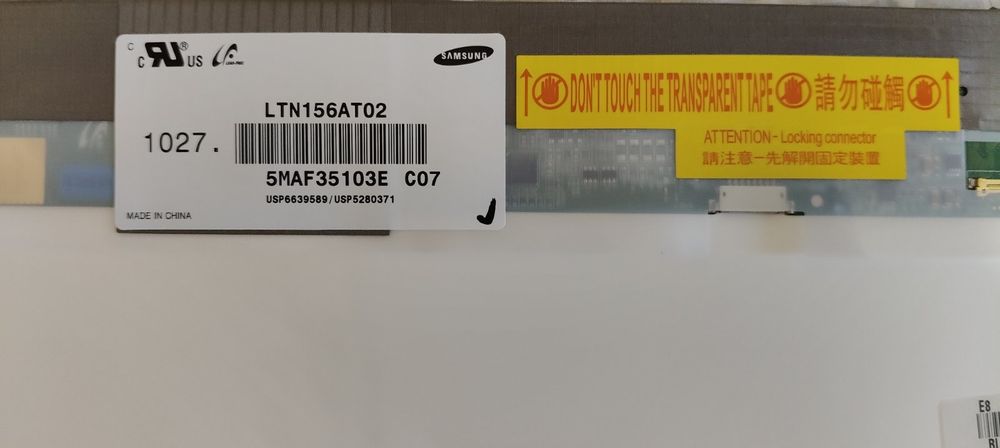 C
C RU® US
SAMSUNG
LTN156AT02
1027.
5MAF35103E C07
USP6639589/USP5280371
MADE IN CHINA
DON'T TOUCH THE TRANSPARENT TAPE 請勿碰觸
ATTENTION - Locking connector
請注意-先解開固定裝置
E8